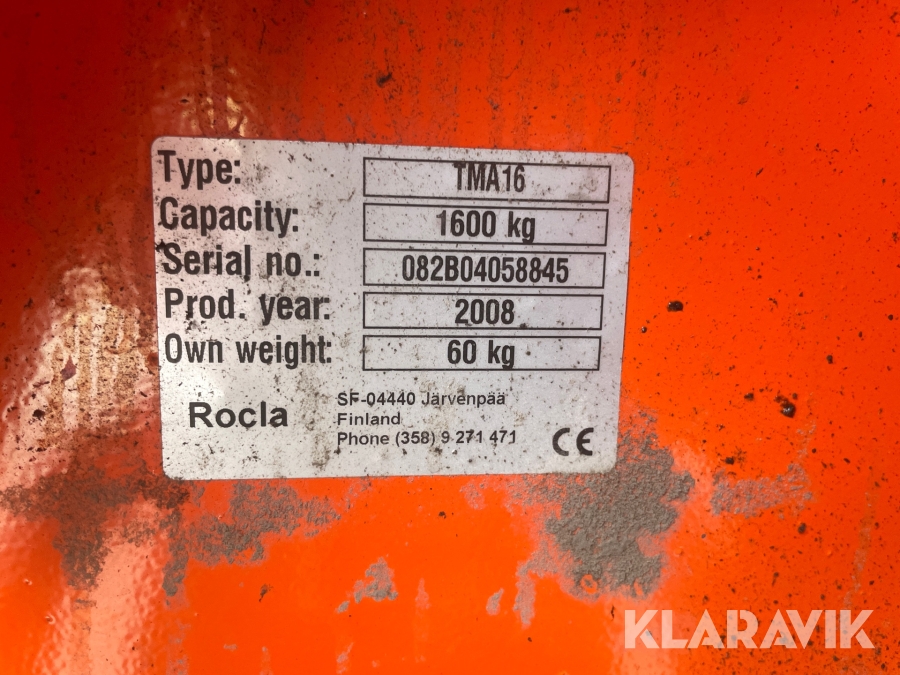 Type: TMA16
Capacity: 1600 kg
Serial no.: 082B04058845
Prod. year: 2008
Own weight: 60 kg
Rocla
SF-04440 Järvenpää
Finland
Phone (358) 9 271 471
CE
KLARAVIK